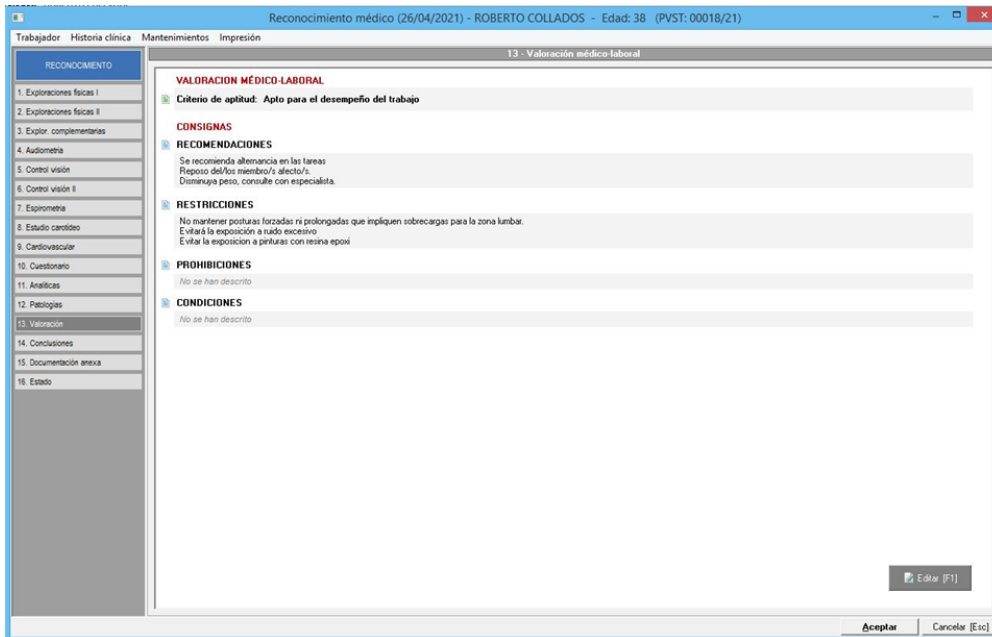 Reconocimiento médico (26/04/2021) - ROBERTO COLLADOS - Edad: 38 (PVST: 00018/21)
Trabajador Historia clínica Mantenimientos Impresión
RECONOCIMIENTO
1. Exploraciones fisicas I
2. Exploraciones fisicas II
3. Explor. complementarias
4. Audiometría
5. Control visión
6. Control visión II
7. Espirometría
8. Estudio carotídeo
9. Cardiovascular
10. Cuestionario
11. Analíticas
12. Patologías
13. Valoración
14. Conclusiones
15. Documentación anexa
16. Estado
13 - Valoración médico-laboral
VALORACION MÉDICO-LABORAL
Criterio de aptitud: Apto para el desempeño del trabajo
CONSIGNAS
RECOMENDACIONES
Se recomienda alternancia en las tareas
Reposo del/los miembro/s afecto/s.
Disminuya peso, consulte con especialista.
RESTRICCIONES
No mantener posturas forzadas ni prolongadas que impliquen sobrecargas para la zona lumbar.
Evitará la exposición a ruido excesivo
Evitar la exposicion a pinturas con resina epoxi
PROHIBICIONES
No se han descrito
CONDICIONES
No se han descrito
Editar [F1]
Aceptar Cancelar [Esc]